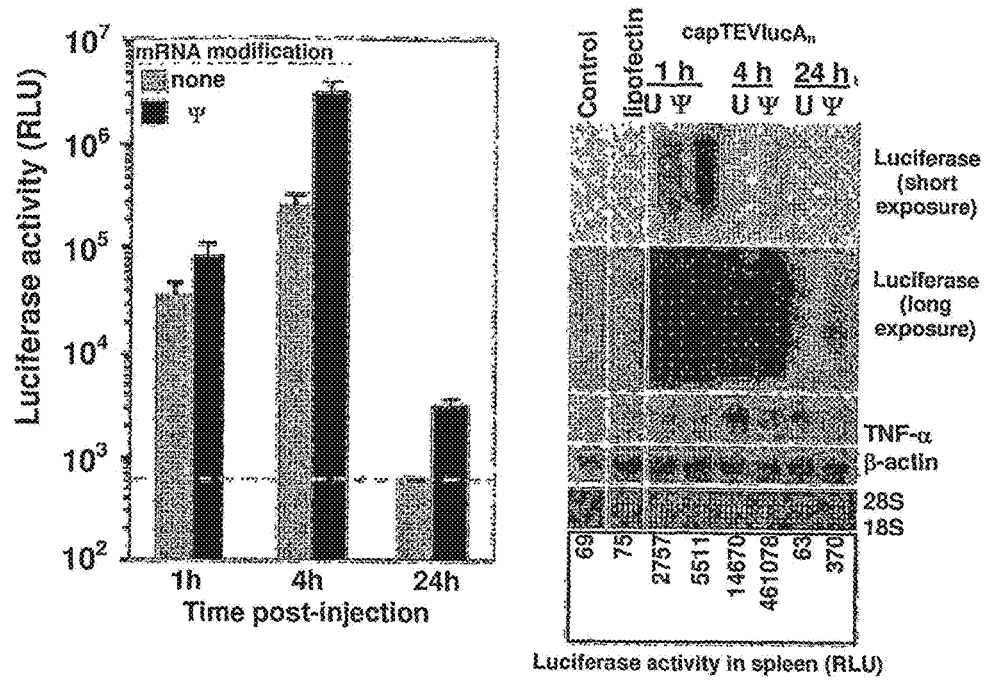 10^7
10^6
10^5
10^4
10^3
10^2
Luciferase activity (RLU)
mRNA modification
none
Ψ
1h 4h 24h
Time post-injection
Control
lipofectin
capTEVlucAn
1 h 4 h 24 h
U Ψ U Ψ U Ψ
Luciferase
(short
exposure)
Luciferase
(long
exposure)
TNF-α
β-actin
28S
18S
69 75 2757 5511 14670 461078 63 370
Luciferase activity in spleen (RLU)